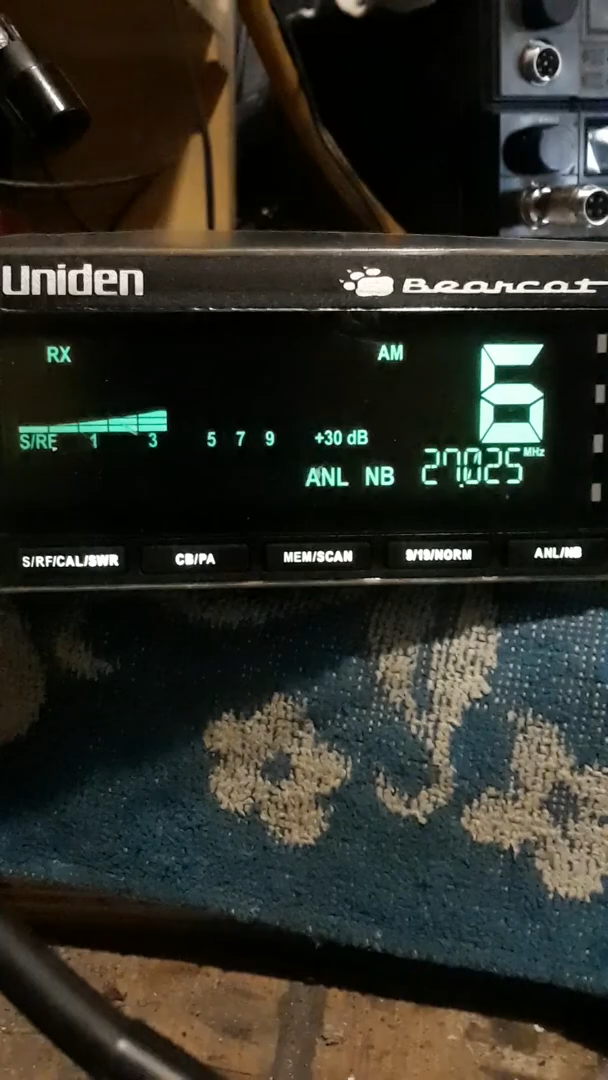 Uniden Bearcat
RX AM 6
S/RF 1 3 5 7 9 +30 dB
ANL NB 27.025 MHz
S/RF/CAL/SWR CB/PA MEM/SCAN 9/19/NORM ANL/NB